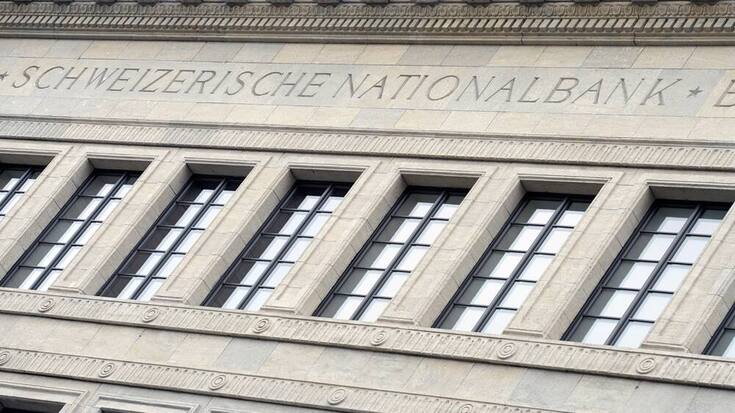 ★ SCHWEIZERISCHE NATIONALBANK ★